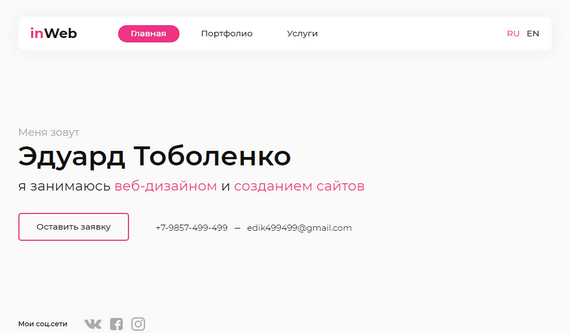 inWeb Главная Портфолио Услуги RU EN
Меня зовут
Эдуард Тоболенко
я занимаюсь веб-дизайном и созданием сайтов
Оставить заявку +7-9857-499-499 — edik499499@gmail.com
Мои соц.сети